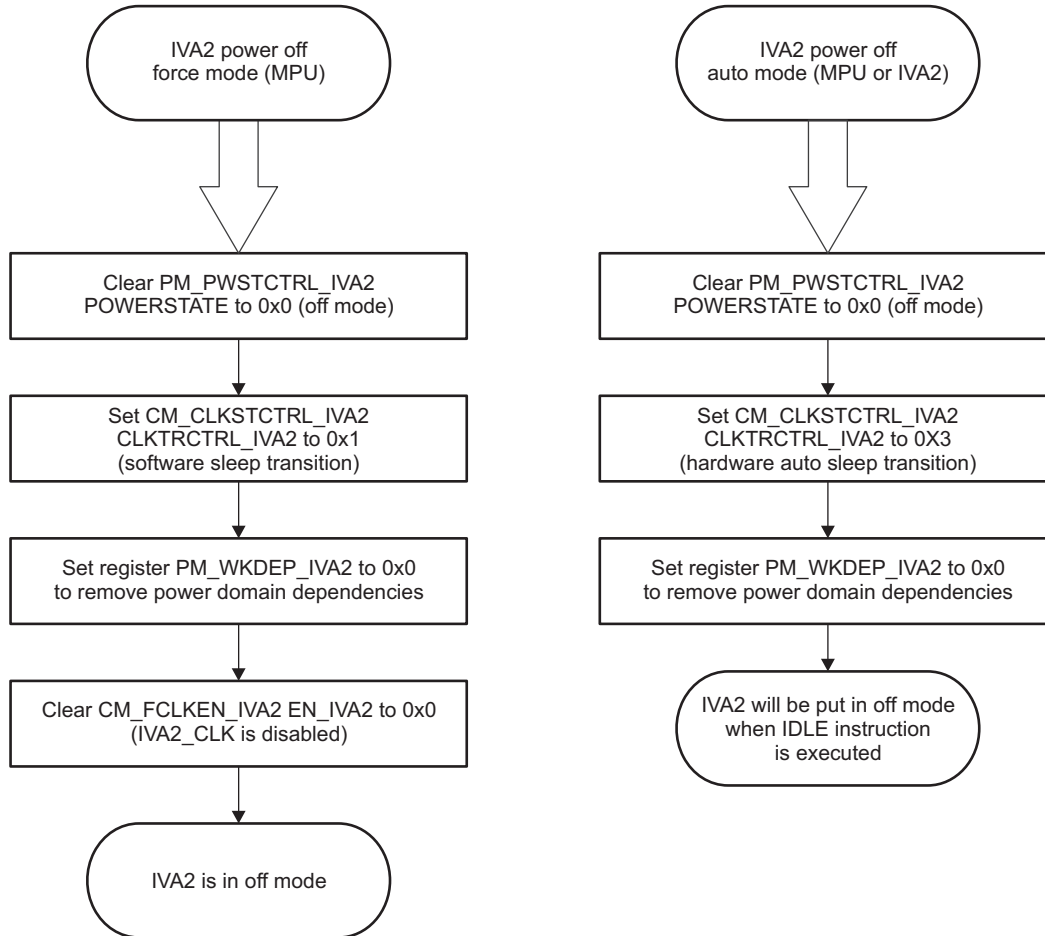 IVA2 power off
force mode (MPU)
Clear PM_PWSTCTRL_IVA2
POWERSTATE to 0x0 (off mode)
Set CM_CLKSTCTRL_IVA2
CLKTRCTRL_IVA2 to 0x1
(software sleep transition)
Set register PM_WKDEP_IVA2 to 0x0
to remove power domain dependencies
Clear CM_FCLKEN_IVA2 EN_IVA2 to 0x0
(IVA2_CLK is disabled)
IVA2 is in off mode
IVA2 power off
auto mode (MPU or IVA2)
Clear PM_PWSTCTRL_IVA2
POWERSTATE to 0x0 (off mode)
Set CM_CLKSTCTRL_IVA2
CLKTRCTRL_IVA2 to 0X3
(hardware auto sleep transition)
Set register PM_WKDEP_IVA2 to 0x0
to remove power domain dependencies
IVA2 will be put in off mode
when IDLE instruction
is executed